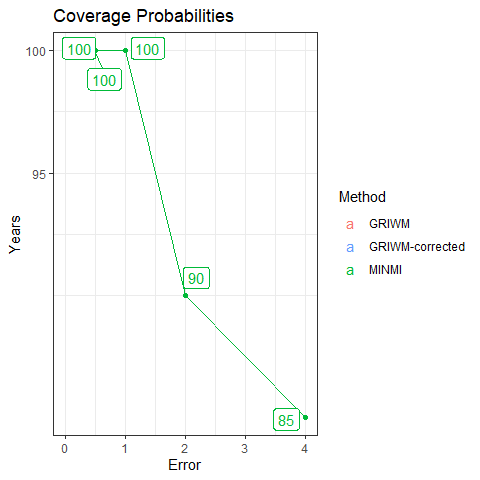 Coverage Probabilities
100
95
Years
100
100
100
90
85
0
1
2
3
4
Error
Method
a GRIWM
a GRIWM-corrected
a MINMI